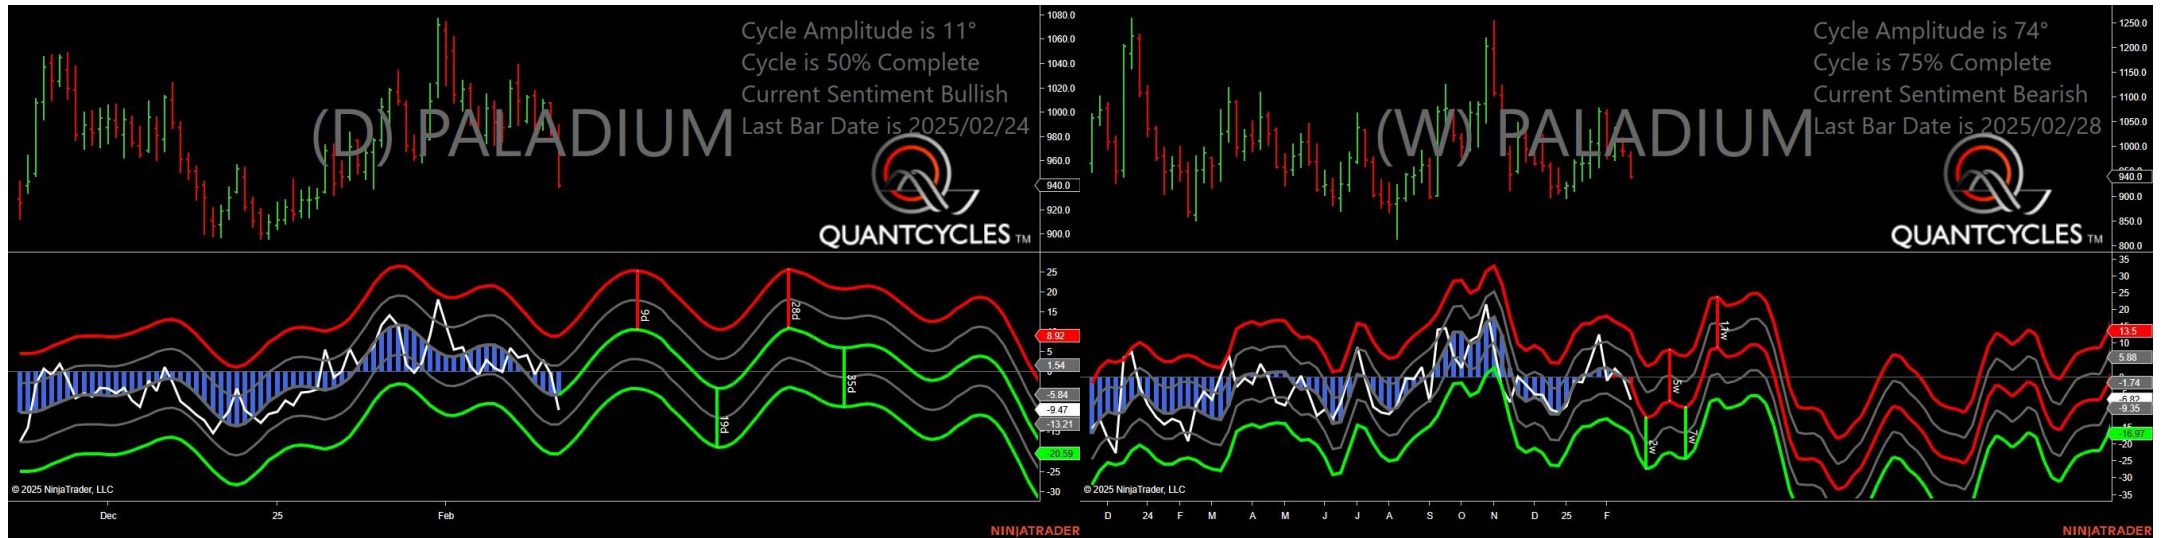 Cycle Amplitude is 11°
Cycle is 50% Complete
Current Sentiment Bullish
Last Bar Date is 2025/02/24
(D) PALADIUM
QUANTCYCLES TM
1080.0
1060.0
1040.0
1020.0
1000.0
980.0
960.0
940.0
920.0
900.0
9d
19d
28d
35d
25
20
15
8.92
5
1.54
-5.84
-9.47
-13.21
-15
-20.59
-25
-30
© 2025 NinjaTrader, LLC
Dec
25
Feb
NINJATRADER
Cycle Amplitude is 74°
Cycle is 75% Complete
Current Sentiment Bearish
Last Bar Date is 2025/02/28
(W) PALADIUM
QUANTCYCLES TM
1250.0
1200.0
1150.0
1100.0
1050.0
1000.0
940.0
900.0
850.0
800.0
2w
5w
7w
11w
35
30
25
20
15
13.5
10
5.88
-1.74
-6.82
-9.35
-16.97
-20
-25
-30
-35
© 2025 NinjaTrader, LLC
D
24
F
M
A
M
J
J
A
S
O
N
D
25
F
NINJATRADER